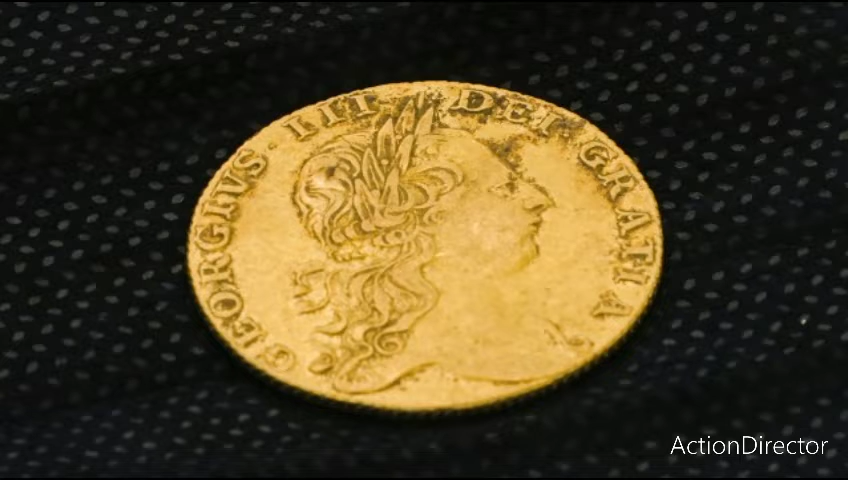 GEORGIVS · III · DEI · GRATIA ·
ActionDirector